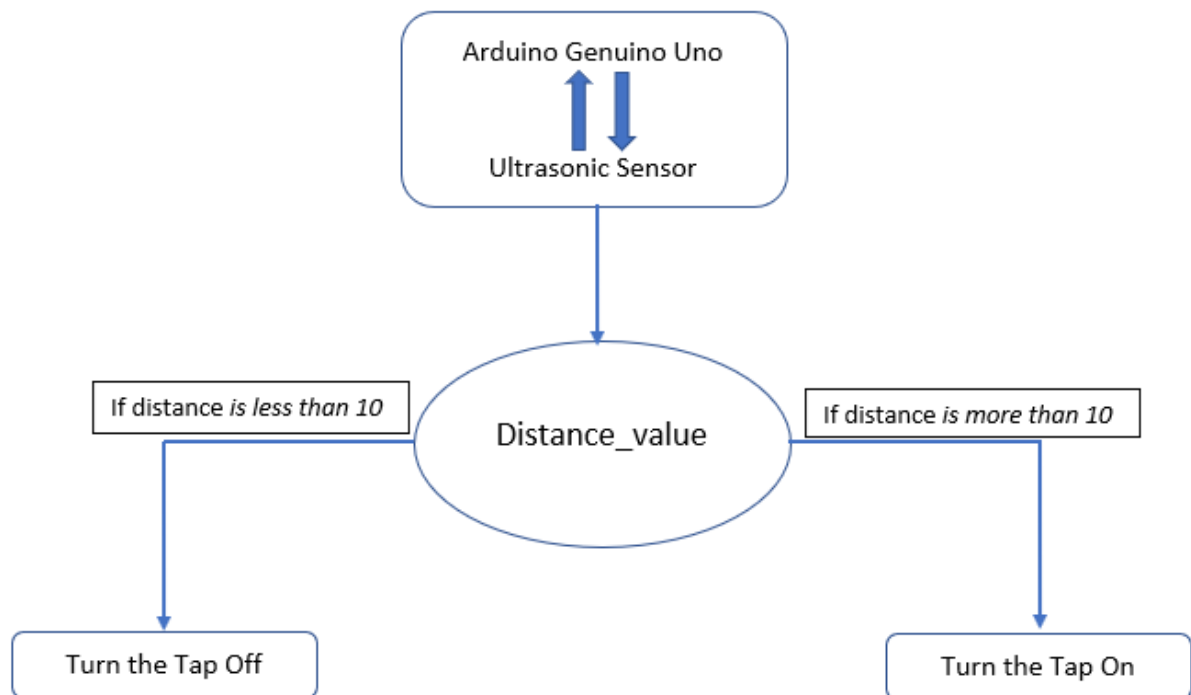 Arduino Genuino Uno
Ultrasonic Sensor
If distance is less than 10
Distance_value
If distance is more than 10
Turn the Tap Off
Turn the Tap On